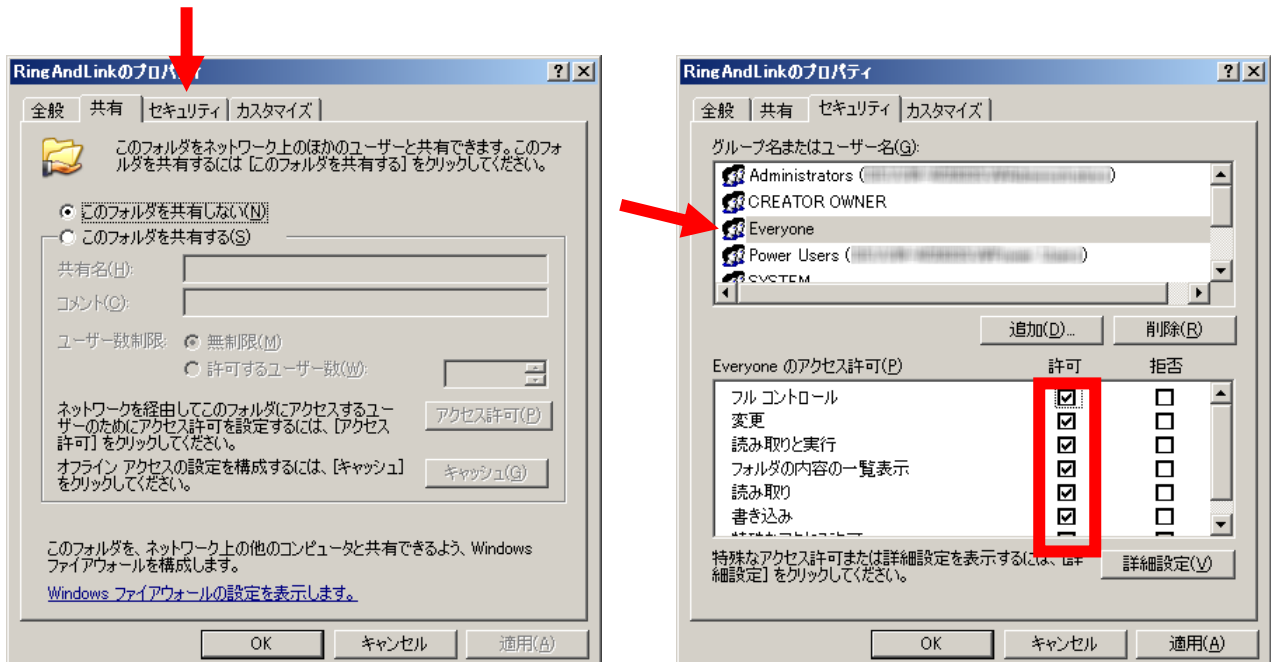 RingAndLinkのプロパティ
全般 共有 セキュリティ カスタマイズ
このフォルダをネットワーク上のほかのユーザーと共有できます。このフォ
ルダを共有するには [このフォルダを共有する] をクリックしてください。
このフォルダを共有しない(N)
このフォルダを共有する(S)
共有名(H):
コメント(C):
ユーザー数制限: 無制限(M)
許可するユーザー数(W):
ネットワークを経由してこのフォルダにアクセスするユー
ザーのためにアクセス許可を設定するには、[アクセス
許可] をクリックしてください。
アクセス許可(P)
オフライン アクセスの設定を構成するには、[キャッシュ]
をクリックしてください。
キャッシュ(G)
このフォルダを、ネットワーク上の他のコンピュータと共有できるよう、Windows
ファイアウォールを構成します。
Windows ファイアウォールの設定を表示します。
OK キャンセル 適用(A)
RingAndLinkのプロパティ
全般 共有 セキュリティ カスタマイズ
グループ名またはユーザー名(G):
Administrators ( )
CREATOR OWNER
Everyone
Power Users ( )
SYSTEM
追加(D)... 削除(R)
Everyone のアクセス許可(P) 許可 拒否
フル コントロール
変更
読み取りと実行
フォルダの内容の一覧表示
読み取り
書き込み
特殊なアクセス許可または詳細設定を表示するには、[詳
細設定] をクリックしてください。
詳細設定(V)
OK キャンセル 適用(A)